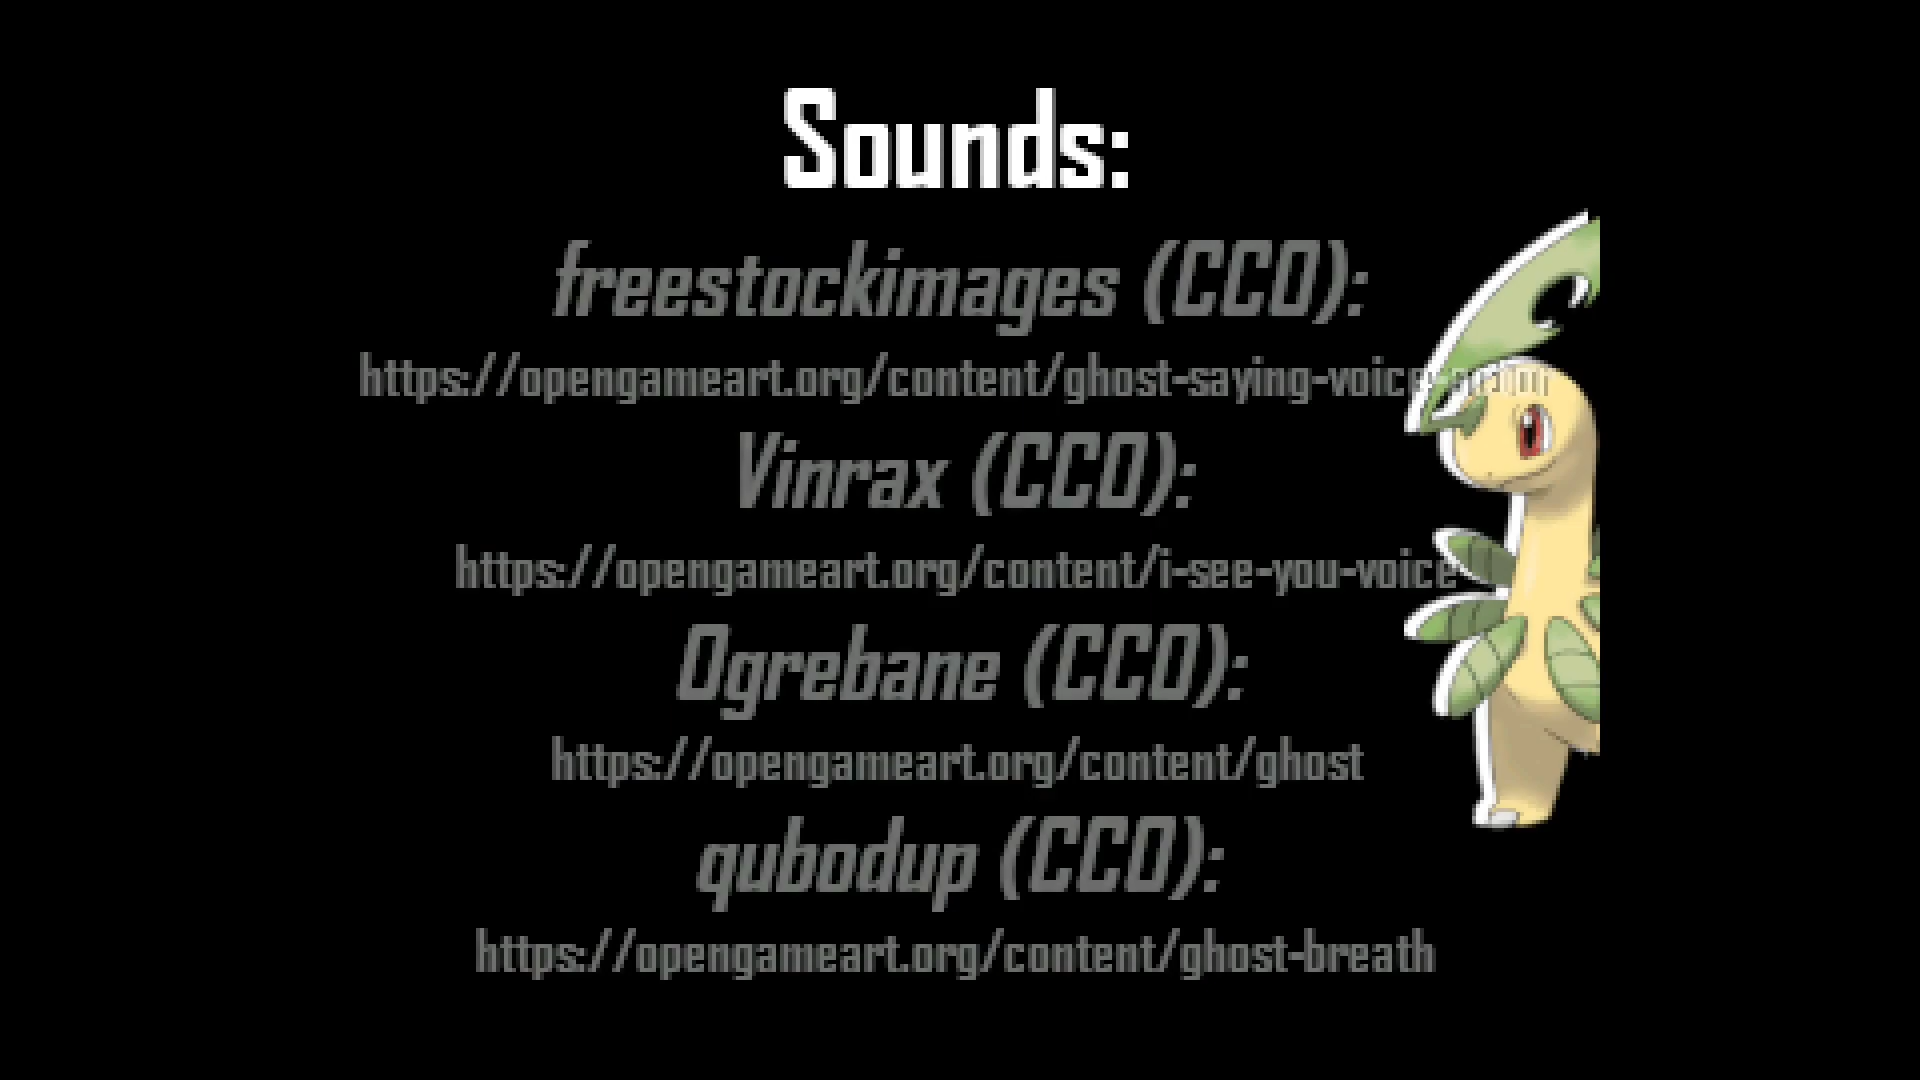 Sounds:
freestockimages (CC0):
https://opengameart.org/content/ghost-saying-voice
Vinrax (CC0):
https://opengameart.org/content/i-see-you-voice
Ogrebane (CC0):
https://opengameart.org/content/ghost
qubodup (CC0):
https://opengameart.org/content/ghost-breath